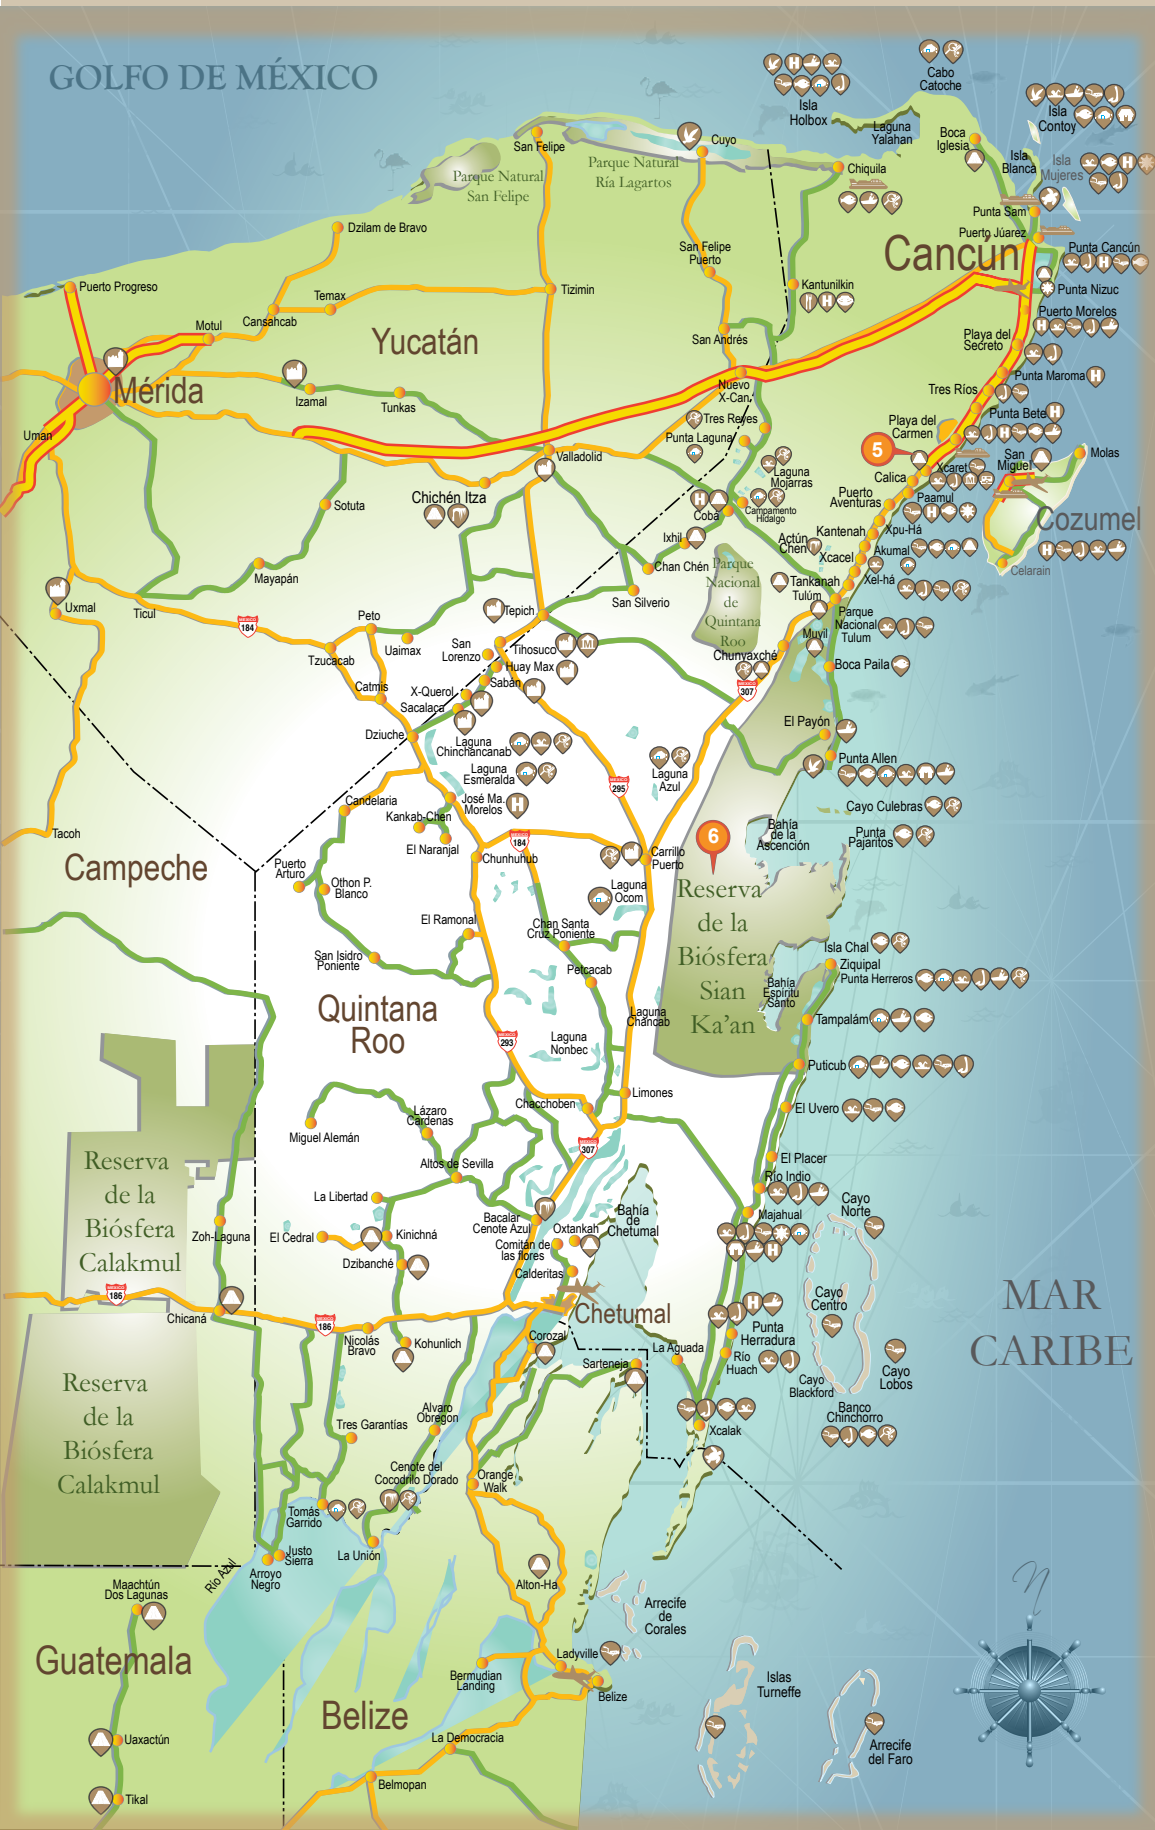 GOLFO DE MÉXICO
Cabo
Catoche
Isla
Holbox
Laguna
Yalahan
Boca
Iglesia
Isla
Contoy
Isla
Blanca
Isla
Mujeres
San Felipe
Cuyo
Parque Natural
San Felipe
Parque Natural
Ría Lagartos
Chiquila
Punta Sam
Puerto Júarez
Cancún
Punta Cancún
Punta Nizuc
Dzilam de Bravo
San Felipe
Puerto
Kantunilkin
Puerto Progreso
Temax
Cansahcab
Motul
Tizimin
Yucatán
San Andrés
Puerto Morelos
Playa del
Secreto
Punta Maroma
Tres Ríos
Punta Bete
Mérida
Izamal
Tunkas
Nuevo
X-Can
Tres Reyes
Punta Laguna
Playa del
Carmen
Uman
Valladolid
5
Xcaret
San
Miguel
Molas
Calica
Laguna
Mojarras
Chichén Itza
Sotuta
Cobá
Campamento
Hidalgo
Puerto
Aventuras
Paamul
Xpu-Há
Cozumel
Kantenah
Ixhil
Actún
Chen
Akumal
Xcacel
Celarain
Mayapán
Chan Chén
Parque
Nacional
de
Quintana
Roo
Tankanah
Xel-há
Tulúm
San Silverio
Uxmal
Ticul
184
Peto
Tepich
Parque
Nacional
Tulum
Muyil
Uaimax
Tzucacab
San
Lorenzo
Tihosuco
Huay Max
Chunyaxché
Boca Paila
307
Catmís
X-Querol
Sabán
Sacalaca
Dziuche
Laguna
Chinchancanab
El Payón
Laguna
Esmeralda
Laguna
Azul
Punta Allen
295
Candelaria
José Ma.
Morelos
Cayo Culebras
Kankab-Chen
Tacoh
El Naranjal
184
6
Bahía
de la
Ascención
Punta
Pajantos
Campeche
Puerto
Arturo
Chunhuhub
Carrillo
Puerto
Othon P.
Blanco
Laguna
Ocom
Reserva
de la
Biósfera
Sian
Ka'an
El Ramonal
Chan Santa
Cruz Poniente
San Isidro
Poniente
Isla Chal
Ziquipal
Petcacab
Punta Herreros
Bahía
Espíritu
Santo
Quintana
Roo
Laguna
Chancab
Tampalám
293
Laguna
Nonbec
Puticub
Chacchoben
Limones
El Uvero
Lázaro
Cardenas
Miguel Alemán
307
El Placer
Reserva
de la
Biósfera
Calakmul
Altos de Sevilla
Río Indio
La Libertad
Bahía
de
Chetumal
Cayo
Norte
Zoh-Laguna
El Cedral
Kinichná
Bacalar
Cenote Azul
Oxtankah
Majahual
Comitán de
las flores
Dzibanché
Calderitas
186
Chicaná
186
Chetumal
Cayo
Centro
MAR
CARIBE
Nicolás
Bravo
Kohunlich
Corozal
Punta
Herradura
Sarteneja
La Aguada
Río
Huach
Cayo
Lobos
Cayo
Blackford
Reserva
de la
Biósfera
Calakmul
Alvaro
Obregon
Banco
Chinchorro
Tres Garantías
Xcalak
Cenote del
Cocodrilo Dorado
Orange
Walk
Tomás
Garrido
Justo
Sierra
La Unión
Arroyo
Negro
Río Azul
Maachtún
Dos Lagunas
Alton-Ha
Arrecife
de
Corales
N
Guatemala
Ladyville
Bermudian
Landing
Belize
Islas
Turneffe
Belize
Uaxactún
La Democracia
Arrecife
del Faro
Belmopan
Tikal